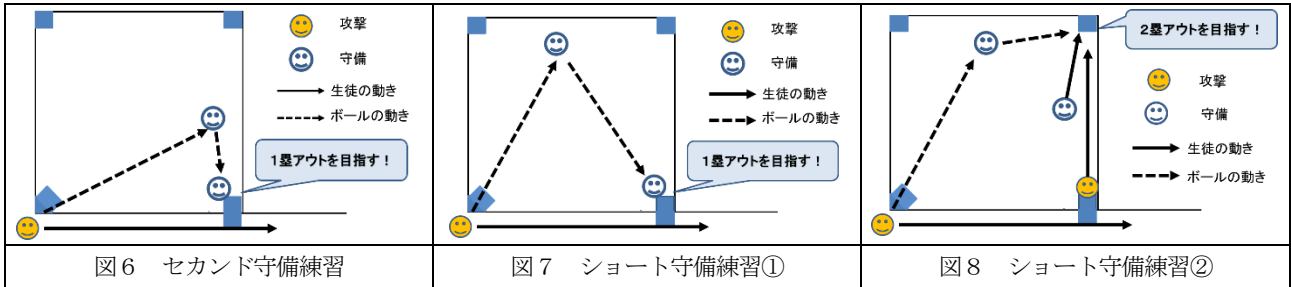 攻撃
守備
生徒の動き
ボールの動き
1塁アウトを目指す！
図６　セカンド守備練習
攻撃
守備
生徒の動き
ボールの動き
1塁アウトを目指す！
図７　ショート守備練習①
2塁アウトを目指す！
攻撃
守備
生徒の動き
ボールの動き
図８　ショート守備練習②